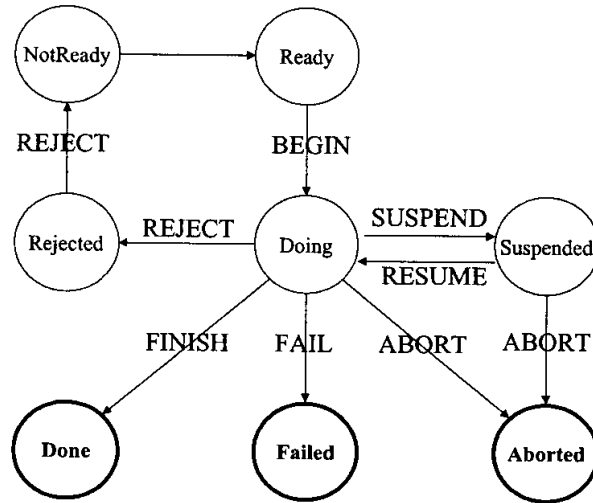 NotReady
Ready
REJECT
BEGIN
Rejected
REJECT
Doing
SUSPEND
RESUME
Suspended
FINISH
FAIL
ABORT
ABORT
Done
Failed
Aborted